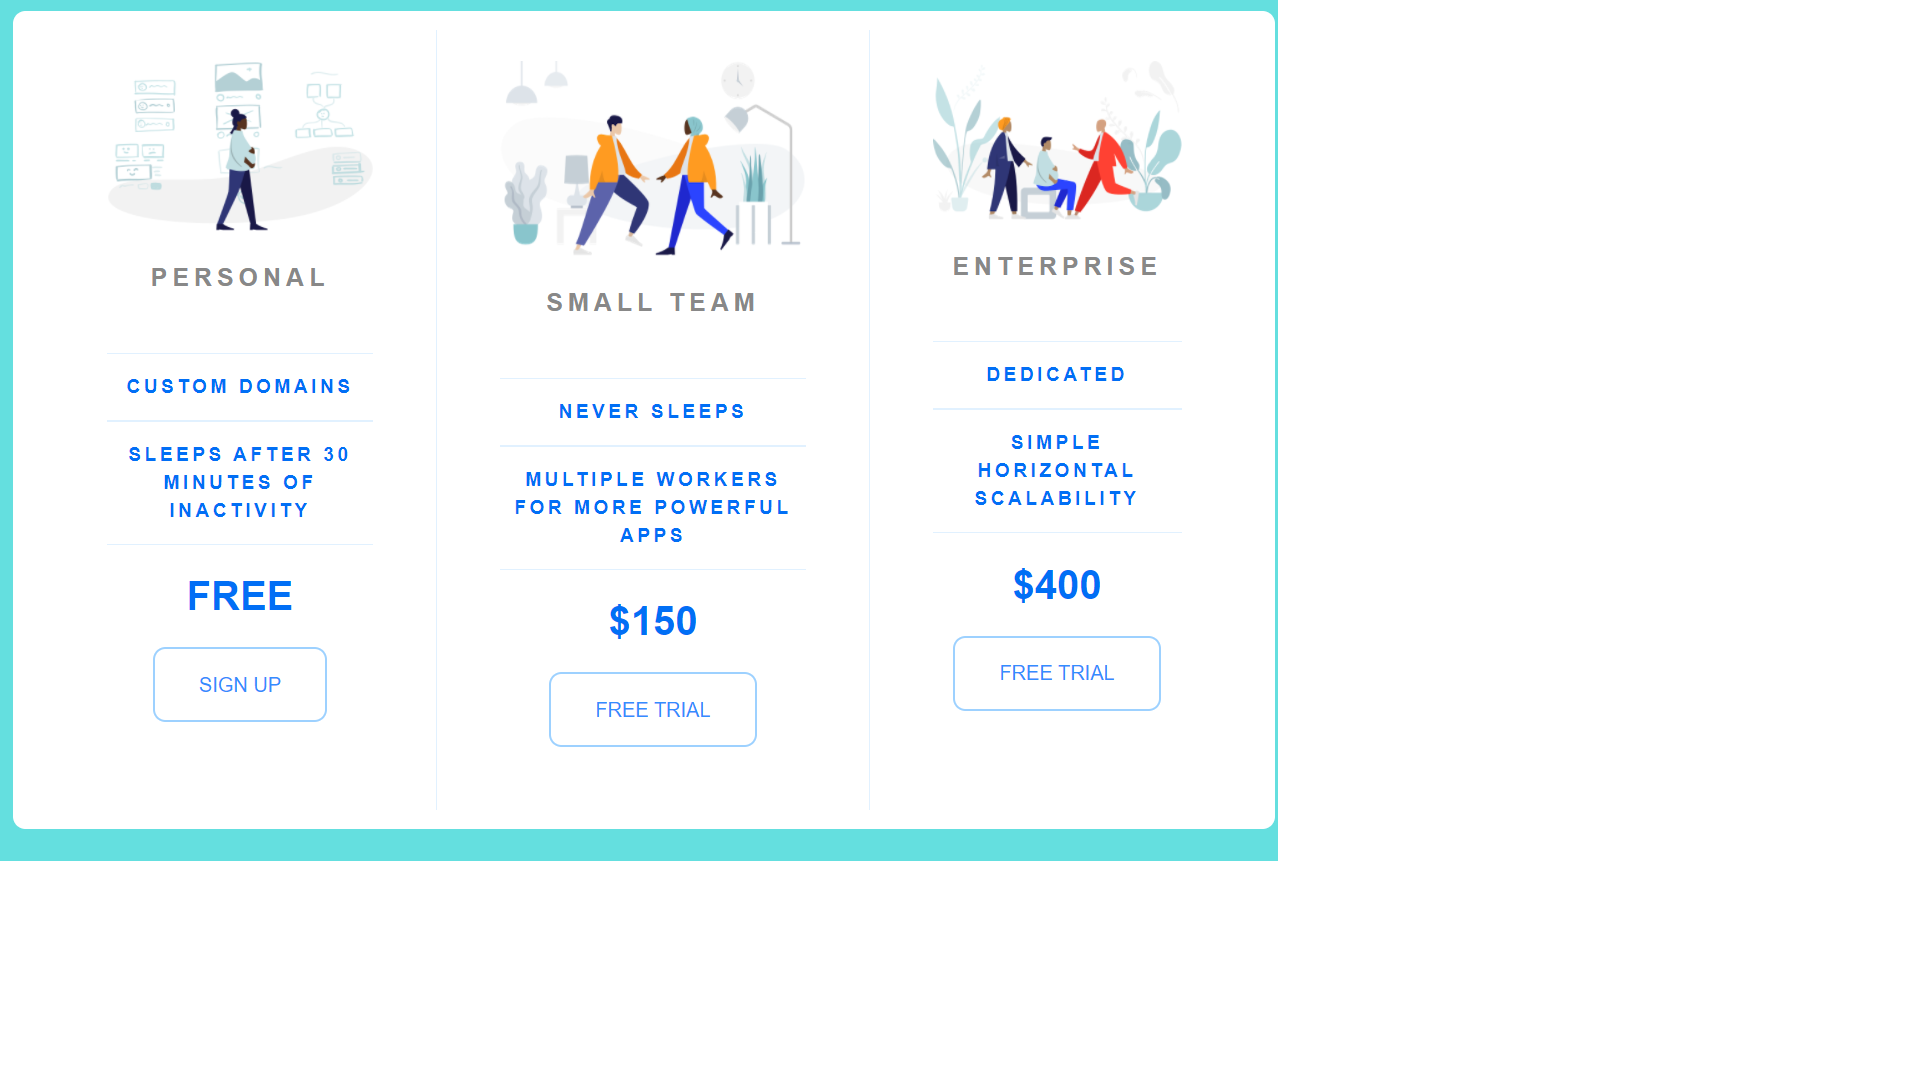 PERSONAL
CUSTOM DOMAINS
SLEEPS AFTER 30
MINUTES OF
INACTIVITY
FREE
SIGN UP
SMALL TEAM
NEVER SLEEPS
MULTIPLE WORKERS
FOR MORE POWERFUL
APPS
$150
FREE TRIAL
ENTERPRISE
DEDICATED
SIMPLE
HORIZONTAL
SCALABILITY
$400
FREE TRIAL